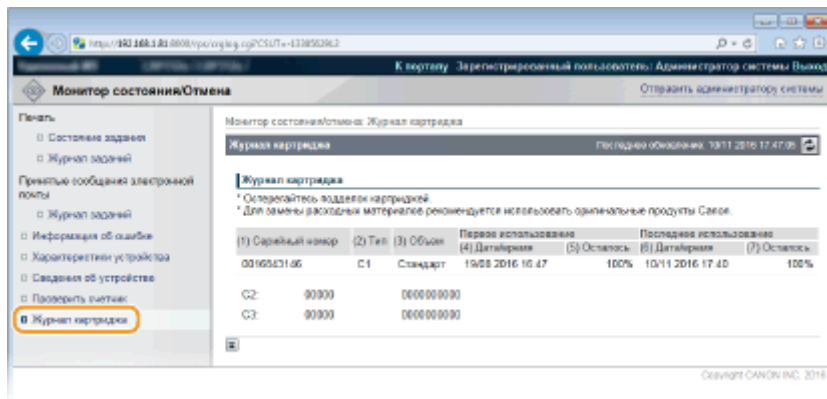 К порталу Зарегистрированный пользователь: Администратор системы Выход
Монитор состояния/Отмена
Отправить администратору системы
Печать
Состояние задания
Журнал заданий
Принятые сообщения электронной
почты
Журнал заданий
Информация об ошибке
Характеристики устройства
Сведения об устройстве
Проверить счетчик
Журнал картриджа
Монитор состояния/отмена: Журнал картриджа
Журнал картриджа
Последнее обновление: 10/11 2016 17:47:05
Журнал картриджа
* Остерегайтесь подделок картриджей.
* Для замены расходных материалов рекомендуется использовать оригинальные продукты Canon.
(1) Серийный номер (2) Тип (3) Объем Первое использование Последнее использование
(4) Дата/время (5) Осталось (6) Дата/время (7) Осталось
0016843146 C1 Стандарт 19/08 2016 16:47 100% 10/11 2016 17:40 100%
C2: 00000 0000000000
C3: 00000 0000000000
Copyright CANON INC. 2016